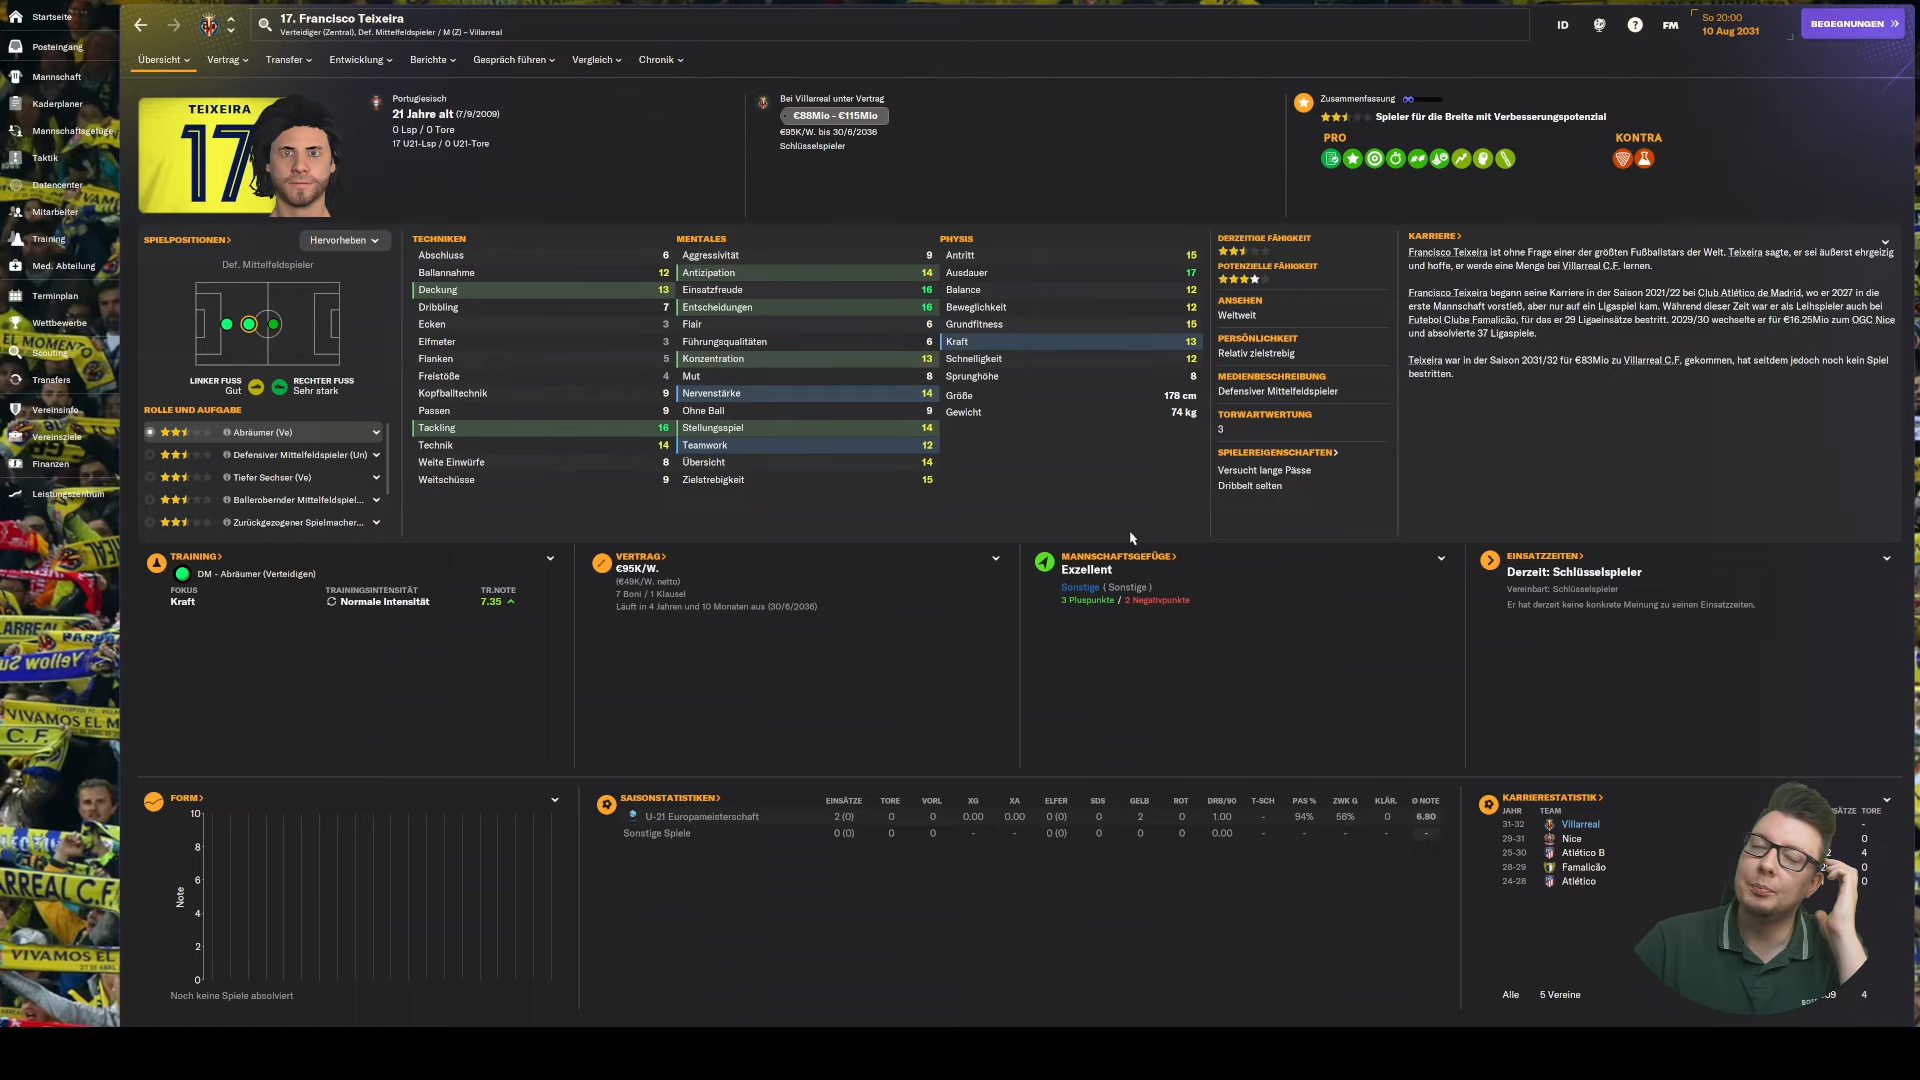 Startseite
Posteingang
Mannschaft
Kaderplaner
Mannschaftsgefüge
Taktik
Datencenter
Mitarbeiter
Training
Med. Abteilung
Terminplan
Wettbewerbe
Scouting
Transfers
Vereinsinfo
Vereinsziele
Finanzen
Leistungszentrum
17. Francisco Teixeira
Verteidiger (Zentral), Def. Mittelfeldspieler / M (Z) - Villarreal
ID
FM
So 20:00
10 Aug 2031
BEGEGNUNGEN
Übersicht Vertrag Transfer Entwicklung Berichte Gespräch führen Vergleich Chronik
TEIXEIRA
17
Portugiesisch
21 Jahre alt (7/9/2009)
0 Lsp / 0 Tore
17 U21-Lsp / 0 U21-Tore
Bei Villarreal unter Vertrag
€88Mio - €115Mio
€95K/W. bis 30/6/2036
Schlüsselspieler
Zusammenfassung
Spieler für die Breite mit Verbesserungspotenzial
PRO KONTRA
SPIELPOSITIONEN
Hervorheben
Def. Mittelfeldspieler
LINKER FUSS
Gut
RECHTER FUSS
Sehr stark
ROLLE UND AUFGABE
Abräumer (Ve)
Defensiver Mittelfeldspieler (Un)
Tiefer Sechser (Ve)
Ballerobernder Mittelfeldspiel...
Zurückgezogener Spielmacher...
TECHNIKEN
Abschluss 6
Ballannahme 12
Deckung 13
Dribbling 7
Ecken 3
Elfmeter 3
Flanken 5
Freistöße 4
Kopfballtechnik 9
Passen 9
Tackling 16
Technik 14
Weite Einwürfe 8
Weitschüsse 9
MENTALES
Aggressivität 9
Antizipation 14
Einsatzfreude 16
Entscheidungen 16
Flair 6
Führungsqualitäten 6
Konzentration 13
Mut 8
Nervenstärke 14
Ohne Ball 9
Stellungsspiel 14
Teamwork 12
Übersicht 14
Zielstrebigkeit 15
PHYSIS
Antritt 15
Ausdauer 17
Balance 12
Beweglichkeit 12
Grundfitness 15
Kraft 13
Schnelligkeit 12
Sprunghöhe 8
Größe 178 cm
Gewicht 74 kg
DERZEITIGE FÄHIGKEIT
POTENZIELLE FÄHIGKEIT
ANSEHEN
Weltweit
PERSÖNLICHKEIT
Relativ zielstrebig
MEDIENBESCHREIBUNG
Defensiver Mittelfeldspieler
TORWARTWERTUNG
3
SPIELEREIGENSCHAFTEN
Versucht lange Pässe
Dribbelt selten
KARRIERE
Francisco Teixeira ist ohne Frage einer der größten Fußballstars der Welt. Teixeira sagte, er sei äußerst ehrgeizig
und hoffe, er werde eine Menge bei Villarreal C.F. lernen.
Francisco Teixeira begann seine Karriere in der Saison 2021/22 bei Club Atlético de Madrid, wo er 2027 in die
erste Mannschaft vorstieß, aber nur auf ein Ligaspiel kam. Während dieser Zeit war er als Leihspieler auch bei
Futebol Clube Famalicão, für das er 29 Ligaeinsätze bestritt. 2029/30 wechselte er für €16.25Mio zum OGC Nice
und absolvierte 37 Ligaspiele.
Teixeira war in der Saison 2031/32 für €83Mio zu Villarreal C.F. gekommen, hat seitdem jedoch noch kein Spiel
bestritten.
TRAINING
DM - Abräumer (Verteidigen)
FOKUS TRAININGSINTENSITÄT TR.NOTE
Kraft Normale Intensität 7.35
VERTRAG
€95K/W.
(€49K/W. netto)
7 Boni / 1 Klausel
Läuft in 4 Jahren und 10 Monaten aus (30/6/2036)
MANNSCHAFTSGEFÜGE
Exzellent
Sonstige ( Sonstige )
3 Pluspunkte / 2 Negativpunkte
EINSATZZEITEN
Derzeit: Schlüsselspieler
Vereinbart: Schlüsselspieler
Er hat derzeit keine konkrete Meinung zu seinen Einsatzzeiten.
FORM
10
8
6
4
2
0
Note
Noch keine Spiele absolviert
SAISONSTATISTIKEN EINSÄTZE TORE VORL XG XA ELFER SDS GELB ROT DRB/90 T-SCH PAS % ZWK G KLÄR. Ø NOTE
U-21 Europameisterschaft 2 (0) 0 0 0.00 0.00 0 (0) 0 2 0 1.00 - 94% 56% 0 6.80
Sonstige Spiele 0 (0) 0 0 - - 0 (0) 0 0 0 0.00 - - - - -
KARRIERESTATISTIK
JAHR TEAM TORE
31-32 Villarreal -
29-31 Nice 0
25-30 Atlético B 4
28-29 Famalicão 0
24-28 Atlético 0
Alle 5 Vereine 4
VIVAMOS EL M
C.F.
ARREAL C.F.
VIVAMOS EL
Yellow Su